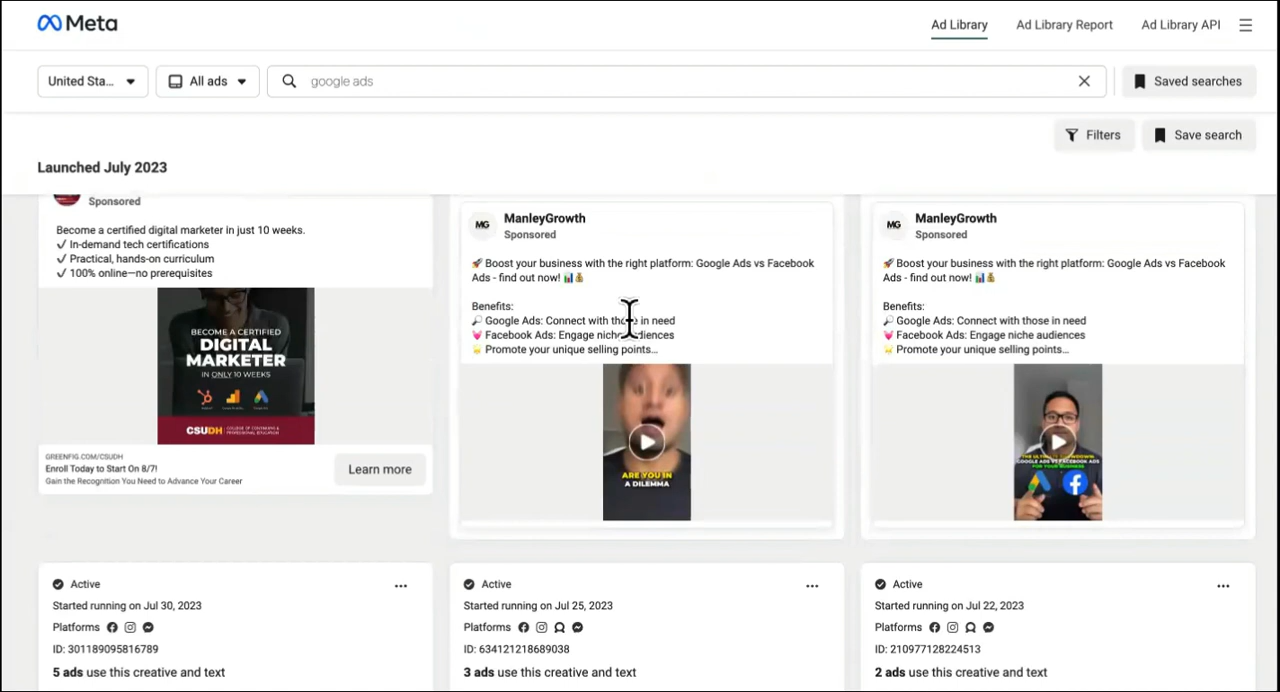 Meta
Ad Library
Ad Library Report
Ad Library API
United Sta...
All ads
google ads
Saved searches
Filters
Save search
Launched July 2023
Sponsored
Become a certified digital marketer in just 10 weeks.
✓ In-demand tech certifications
✓ Practical, hands-on curriculum
✓ 100% online—no prerequisites
BECOME A CERTIFIED
DIGITAL
MARKETER
IN ONLY 10 WEEKS
CSUDH
GREENFIG.COM/CSUDH
Enroll Today to Start On 8/7!
Gain the Recognition You Need to Advance Your Career
Learn more
MG
ManleyGrowth
Sponsored
🚀 Boost your business with the right platform: Google Ads vs Facebook
Ads - find out now! 📊💰
Benefits:
🔎 Google Ads: Connect with those in need
💓 Facebook Ads: Engage niche audiences
🌟 Promote your unique selling points...
ARE YOU IN
A DILEMMA
MG
ManleyGrowth
Sponsored
🚀 Boost your business with the right platform: Google Ads vs Facebook
Ads - find out now! 📊💰
Benefits:
🔎 Google Ads: Connect with those in need
💓 Facebook Ads: Engage niche audiences
🌟 Promote your unique selling points...
GOOGLE ADS VS FACEBOOK ADS
FOR YOUR BUSINESS
Active
Started running on Jul 30, 2023
Platforms
ID: 301189095816789
5 ads use this creative and text
Active
Started running on Jul 25, 2023
Platforms
ID: 634121218689038
3 ads use this creative and text
Active
Started running on Jul 22, 2023
Platforms
ID: 210977128224513
2 ads use this creative and text